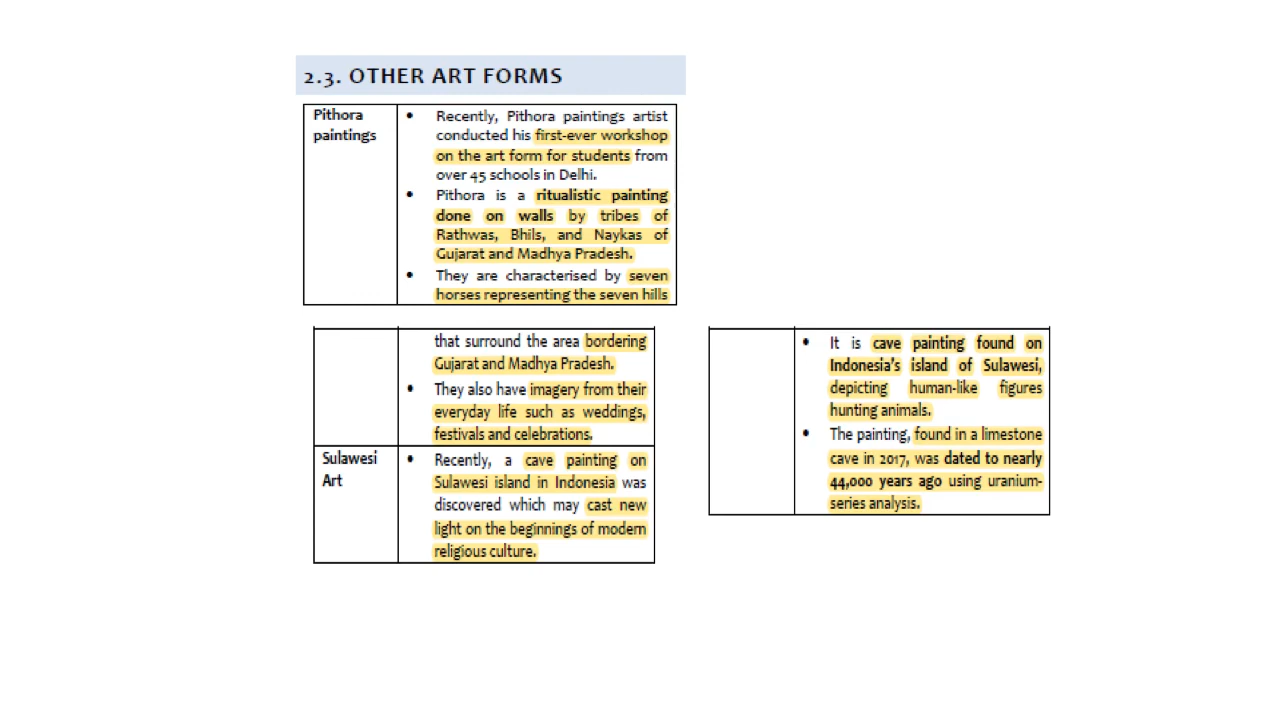 2.3. OTHER ART FORMS
Pithora
paintings
• Recently, Pithora paintings artist
conducted his first-ever workshop
on the art form for students from
over 45 schools in Delhi.
• Pithora is a ritualistic painting
done on walls by tribes of
Rathwas, Bhils, and Naykas of
Gujarat and Madhya Pradesh.
• They are characterised by seven
horses representing the seven hills
that surround the area bordering
Gujarat and Madhya Pradesh.
• They also have imagery from their
everyday life such as weddings,
festivals and celebrations.
Sulawesi
Art
• Recently, a cave painting on
Sulawesi island in Indonesia was
discovered which may cast new
light on the beginnings of modern
religious culture.
• It is cave painting found on
Indonesia's island of Sulawesi,
depicting human-like figures
hunting animals.
• The painting, found in a limestone
cave in 2017, was dated to nearly
44,000 years ago using uranium-
series analysis.